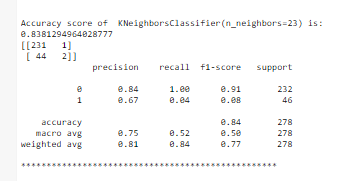 Accuracy score of  KNeighborsClassifier(n_neighbors=23) is:
0.8381294964028777
[[231   1]
 [ 44   2]]
              precision    recall  f1-score   support

           0       0.84      1.00      0.91       232
           1       0.67      0.04      0.08        46

    accuracy                           0.84       278
   macro avg       0.75      0.52      0.50       278
weighted avg       0.81      0.84      0.77       278

**************************************************